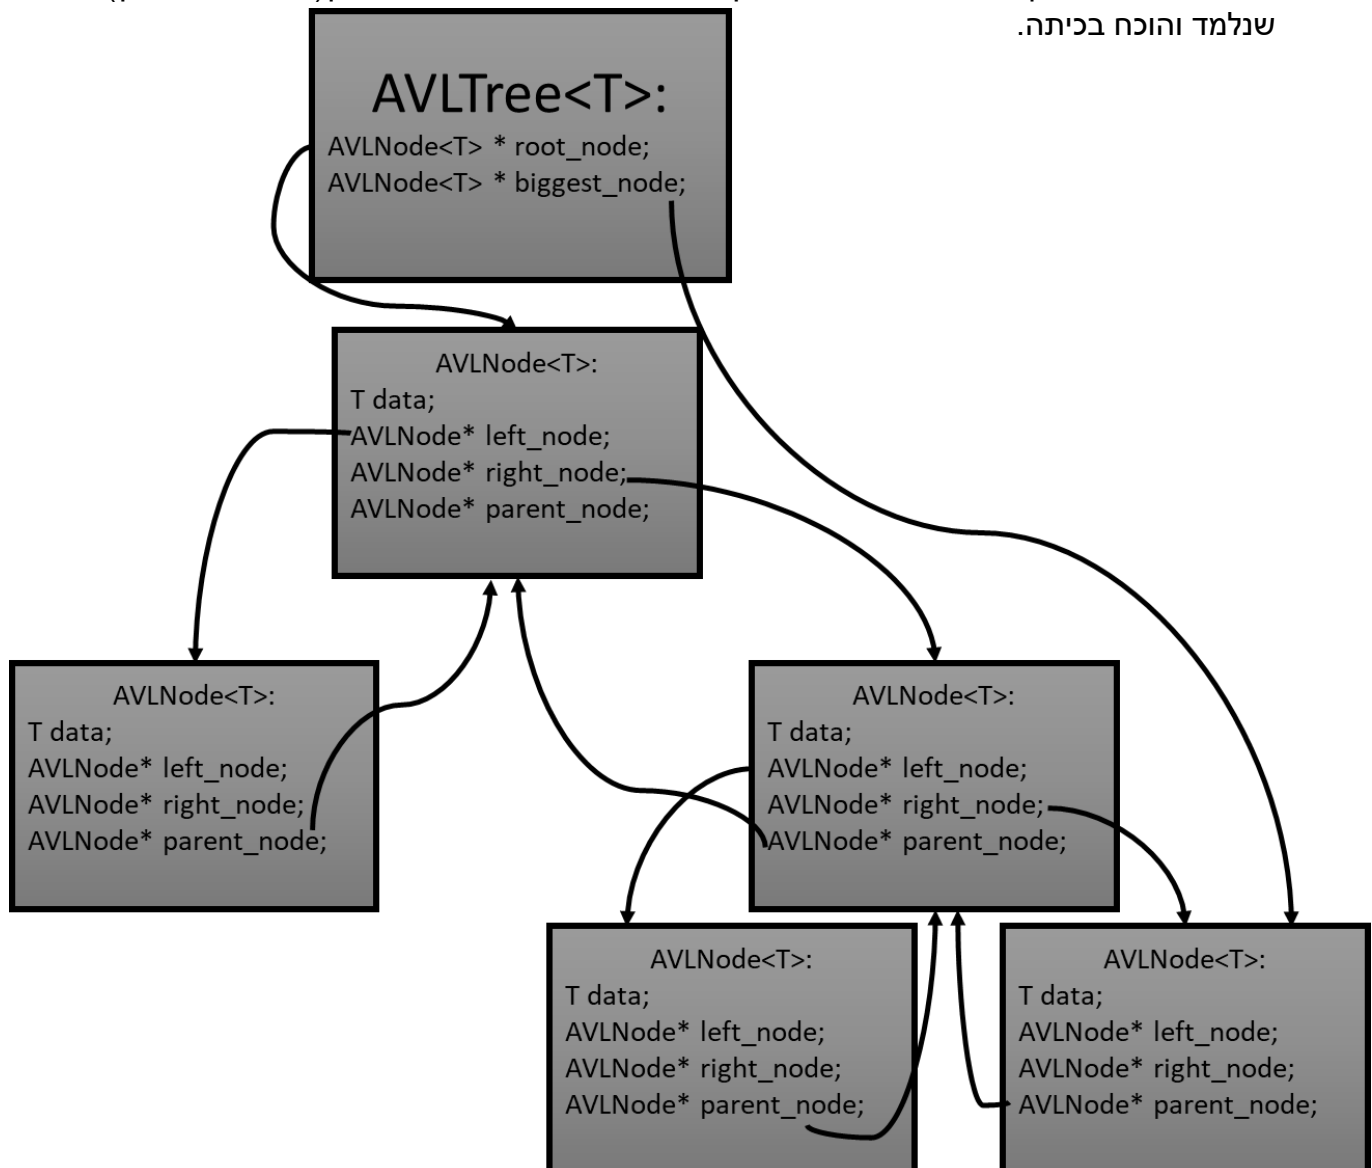 שנלמד והוכח בכיתה.
AVLTree<T>:
AVLNode<T> * root_node;
AVLNode<T> * biggest_node;
AVLNode<T>:
T data;
AVLNode* left_node;
AVLNode* right_node;
AVLNode* parent_node;
AVLNode<T>:
T data;
AVLNode* left_node;
AVLNode* right_node;
AVLNode* parent_node;
AVLNode<T>:
T data;
AVLNode* left_node;
AVLNode* right_node;
AVLNode* parent_node;
AVLNode<T>:
T data;
AVLNode* left_node;
AVLNode* right_node;
AVLNode* parent_node;
AVLNode<T>:
T data;
AVLNode* left_node;
AVLNode* right_node;
AVLNode* parent_node;